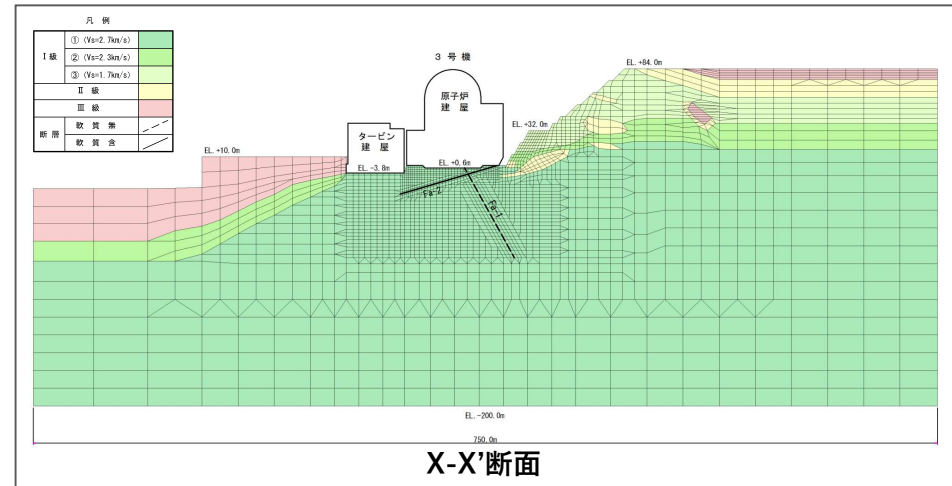 凡 例
Ⅰ級
① (Vs=2.7km/s)
② (Vs=2.3km/s)
③ (Vs=1.7km/s)
Ⅱ 級
Ⅲ 級
断層
軟 質 無
軟 質 含
3 号 機
原子炉
建 屋
タービン
建 屋
EL. +84.0m
EL. +32.0m
EL. +10.0m
EL. -3.8m
EL. +0.6m
Fa-2
Fa-1
EL. -200.0m
750.0m
X-X’断面